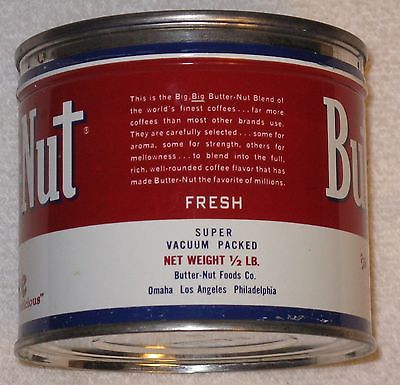 This is the Big, Big Butter-Nut Blend of
the world's finest coffees . . . far more
coffees than most other brands use.
They are carefully selected . . . some for
aroma, some for strength, others for
mellowness . . . to blend into the full,
rich, well-rounded coffee flavor that has
made Butter-Nut the favorite of millions.
Nut®
Bu
FRESH
SUPER
VACUUM PACKED
NET WEIGHT ½ LB.
Butter-Nut Foods Co.
Omaha Los Angeles Philadelphia
licious"